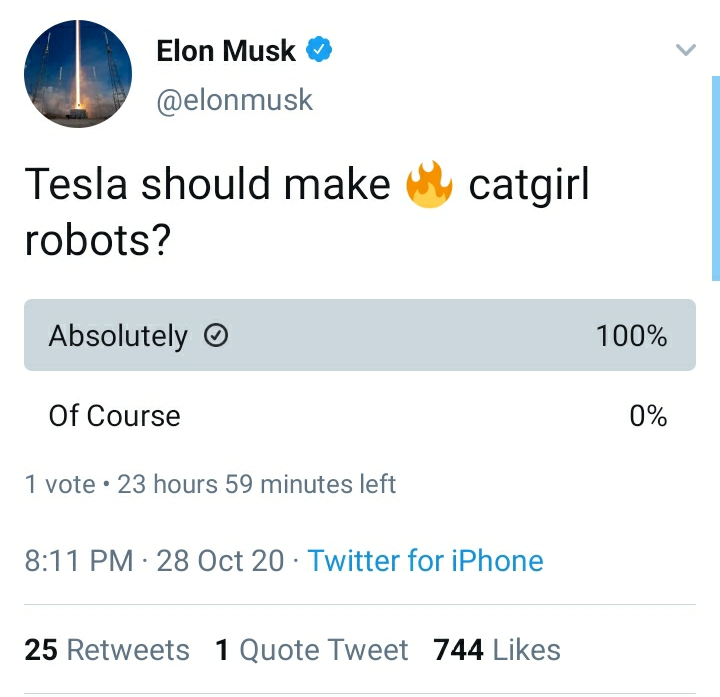 Elon Musk
@elonmusk
Tesla should make 🔥 catgirl
robots?
Absolutely 100%
Of Course 0%
1 vote • 23 hours 59 minutes left
8:11 PM · 28 Oct 20 · Twitter for iPhone
25 Retweets 1 Quote Tweet 744 Likes